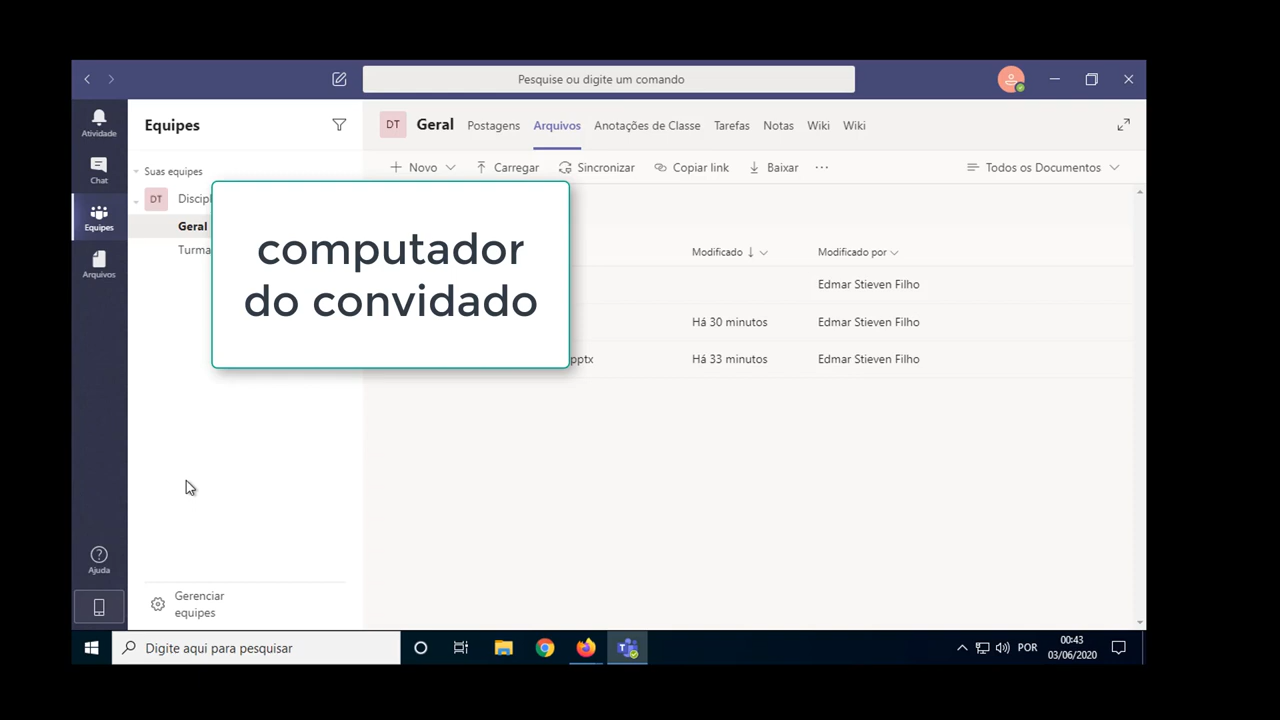 Pesquise ou digite um comando
Atividade
Chat
Equipes
Arquivos
Ajuda
Equipes
Suas equipes
DT
Geral
Turma
Gerenciar
equipes
computador
do convidado
DT Geral Postagens Arquivos Anotações de Classe Tarefas Notas Wiki Wiki
Novo Carregar Sincronizar Copiar link Baixar ... Todos os Documentos
Modificado Modificado por
Edmar Stieven Filho
Há 30 minutos Edmar Stieven Filho
pptx Há 33 minutos Edmar Stieven Filho
Digite aqui para pesquisar
POR
00:43
03/06/2020